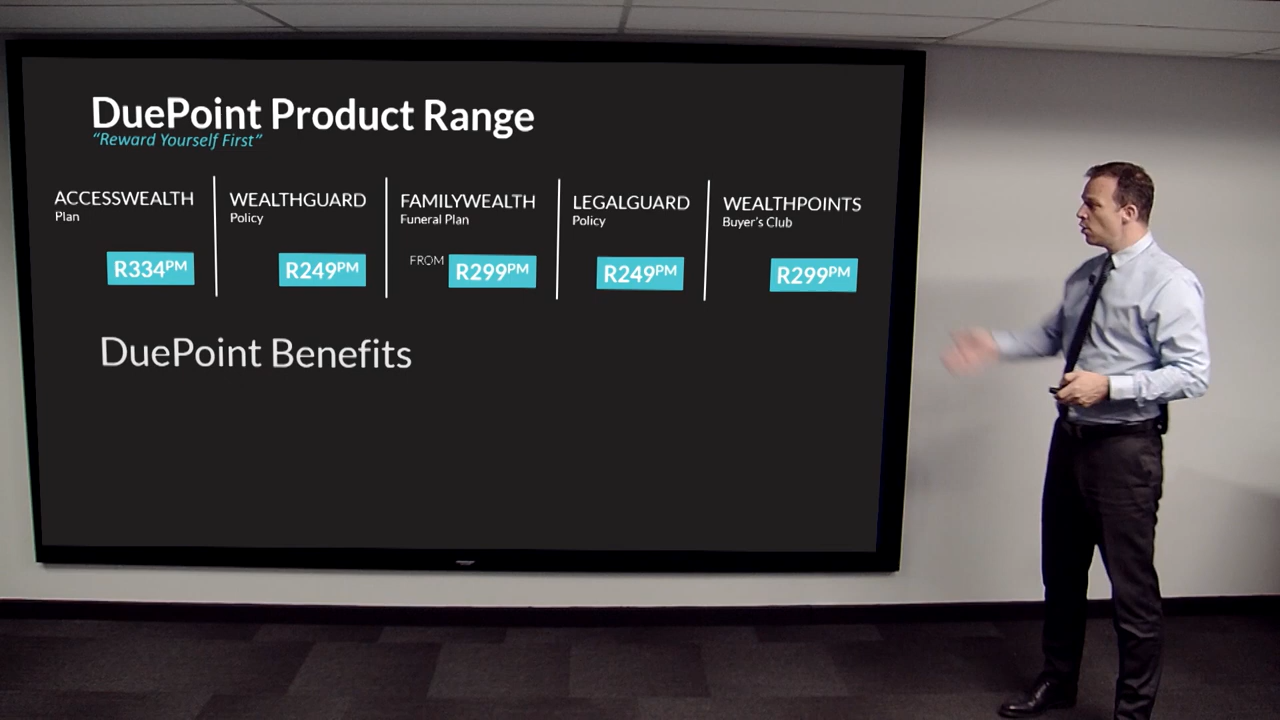 DuePoint Product Range
“Reward Yourself First”
ACCESSWEALTH
Plan
R334PM
WEALTHGUARD
Policy
R249PM
FAMILYWEALTH
Funeral Plan
FROM R299PM
LEGALGUARD
Policy
R249PM
WEALTHPOINTS
Buyer's Club
R299PM
DuePoint Benefits